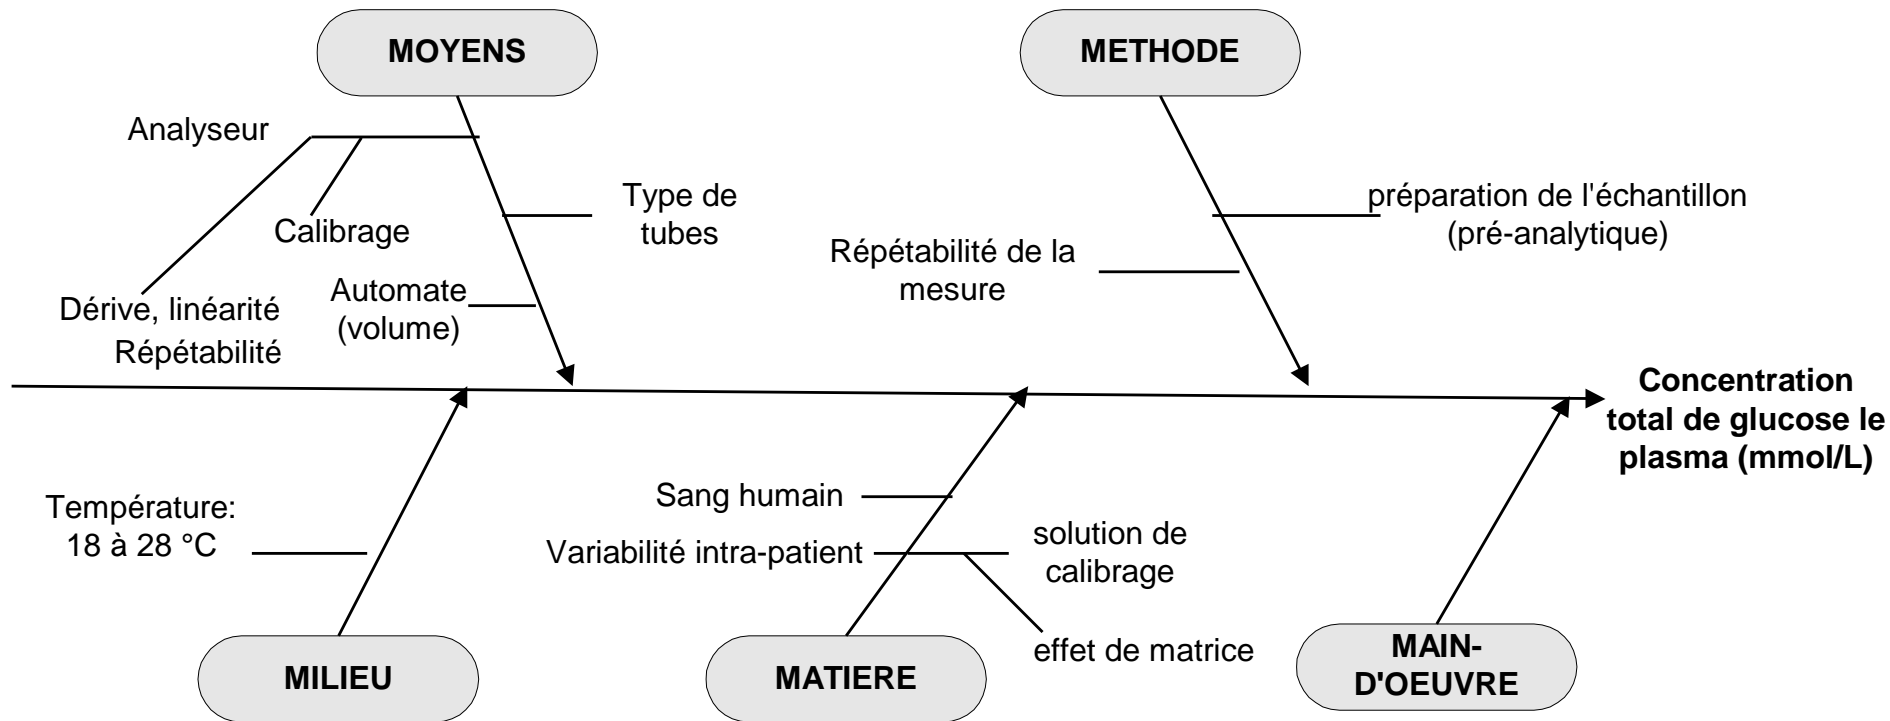 MOYENS
METHODE
Analyseur
Calibrage
Dérive, linéarité
Répétabilité
Type de
tubes
Automate
(volume)
préparation de l'échantillon
(pré-analytique)
Répétabilité de la
mesure
Concentration
total de glucose le
plasma (mmol/L)
Température:
18 à 28 °C
Sang humain
Variabilité intra-patient
solution de
calibrage
effet de matrice
MILIEU
MATIERE
MAIN-
D'OEUVRE